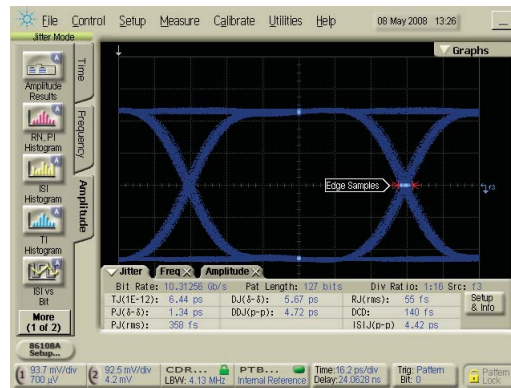 File Control Setup Measure Calibrate Utilities Help 08 May 2008 13:26
Jitter Mode
Graphs
Time
Frequency
Amplitude
Amplitude
Results
RN, PI
Histogram
ISI
Histogram
TI
Histogram
ISI vs
Bit
More
(1 of 2)
Edge Samples
f3
Jitter Freq Amplitude
Bit Rate: 10.31256 Gb/s Pat Length: 127 bits Div Ratio: 1:16 Src: f3
TJ(1E-12): 6.44 ps DJ(δ-δ): 5.67 ps RJ(rms): 55 fs
PJ(δ-δ): 1.34 ps DDJ(p-p): 4.72 ps DCD: 140 fs
PJ(rms): 358 fs ISIJ(p-p) 4.42 ps
Setup
& Info
86108A
Setup...
1 93.7 mV/div 2 92.5 mV/div CDR... PTB... Time:16.2 ps/div Trig: Pattern Pattern
700 μV 4.2 mV LBW: 4.13 MHz Internal Reference Delay:24.0628 ns Bit: 0 Lock